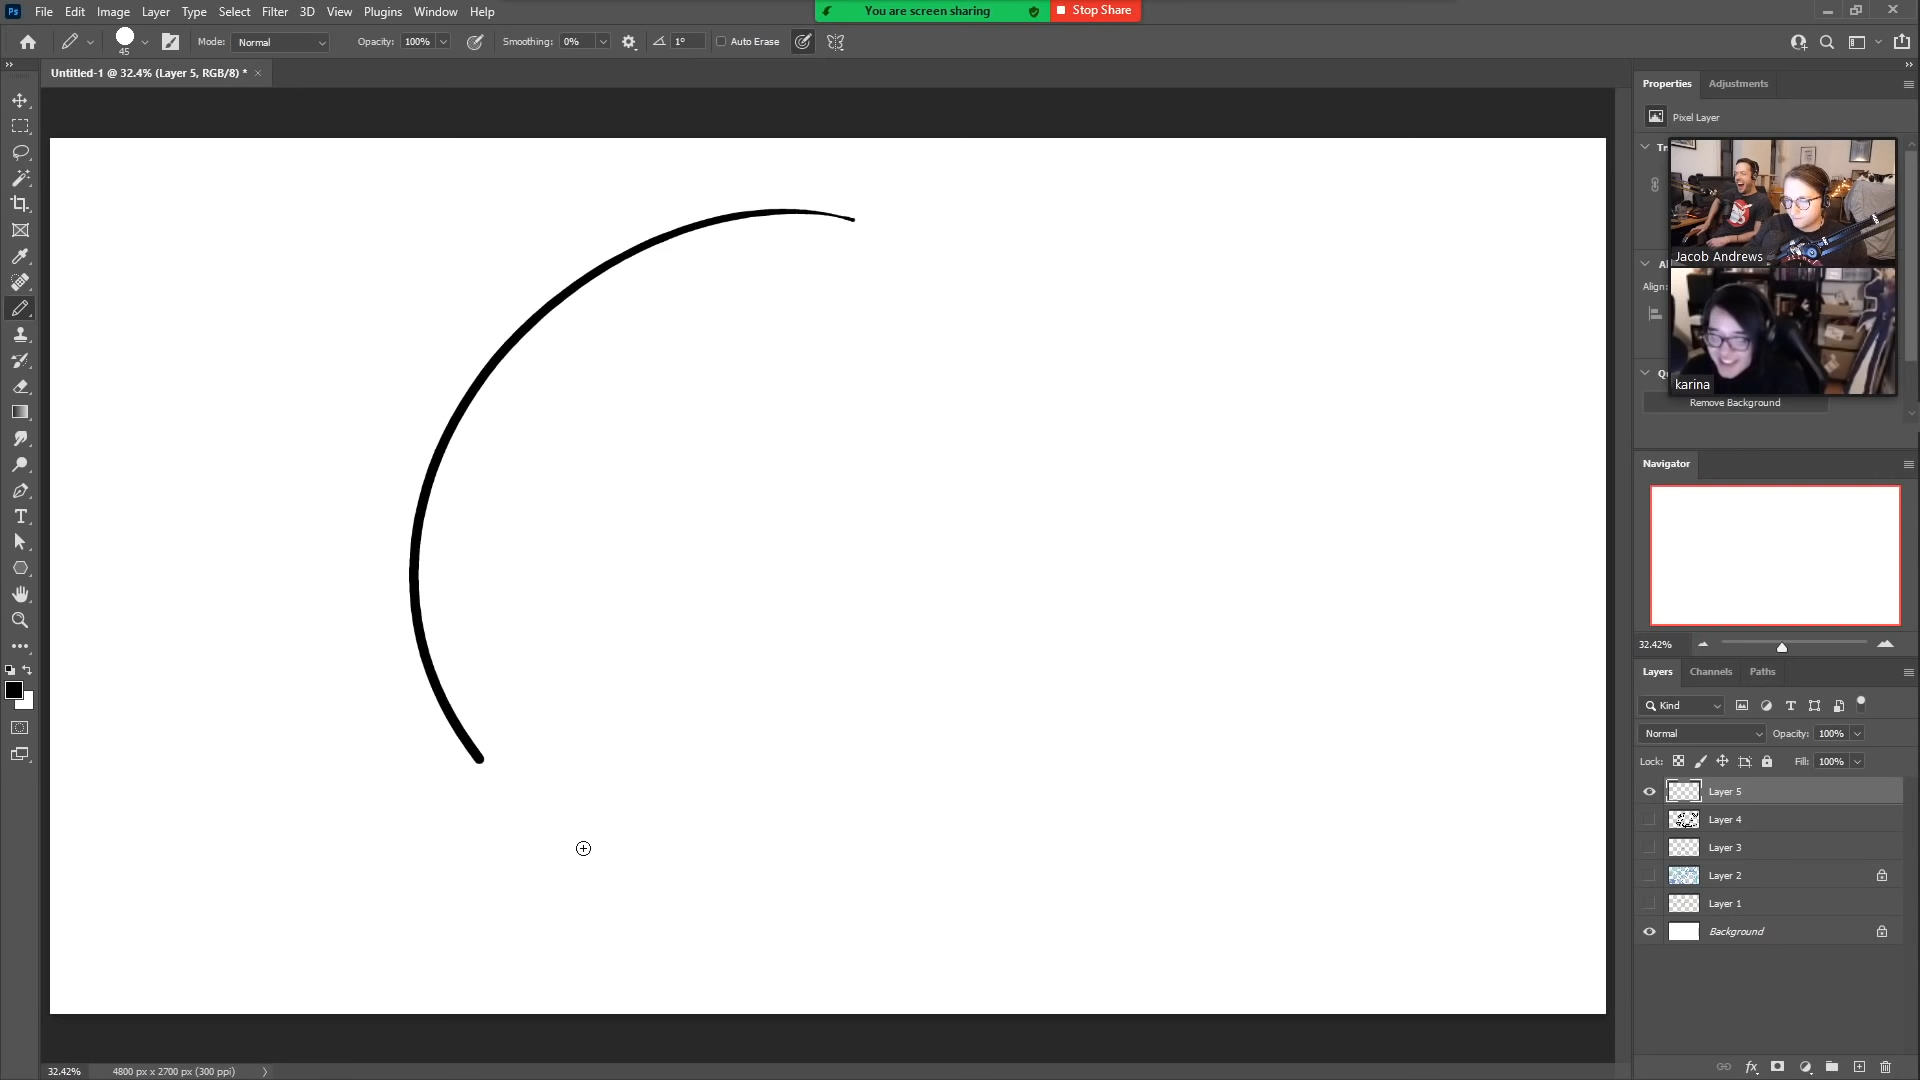 Ps File Edit Image Layer Type Select Filter 3D View Plugins Window Help
You are screen sharing
Stop Share
45
Mode: Normal
Opacity: 100%
Smoothing: 0%
1°
Auto Erase
Untitled-1 @ 32.4% (Layer 5, RGB/8) * ×
Properties Adjustments
Pixel Layer
Tr
Jacob Andrews
Al
Align:
Q
karina
Remove Background
Navigator
32.42%
Layers Channels Paths
Kind
Normal Opacity: 100%
Lock: Fill: 100%
Layer 5
Layer 4
Layer 3
Layer 2
Layer 1
Background
fx
32.42% 4800 px x 2700 px (300 ppi)